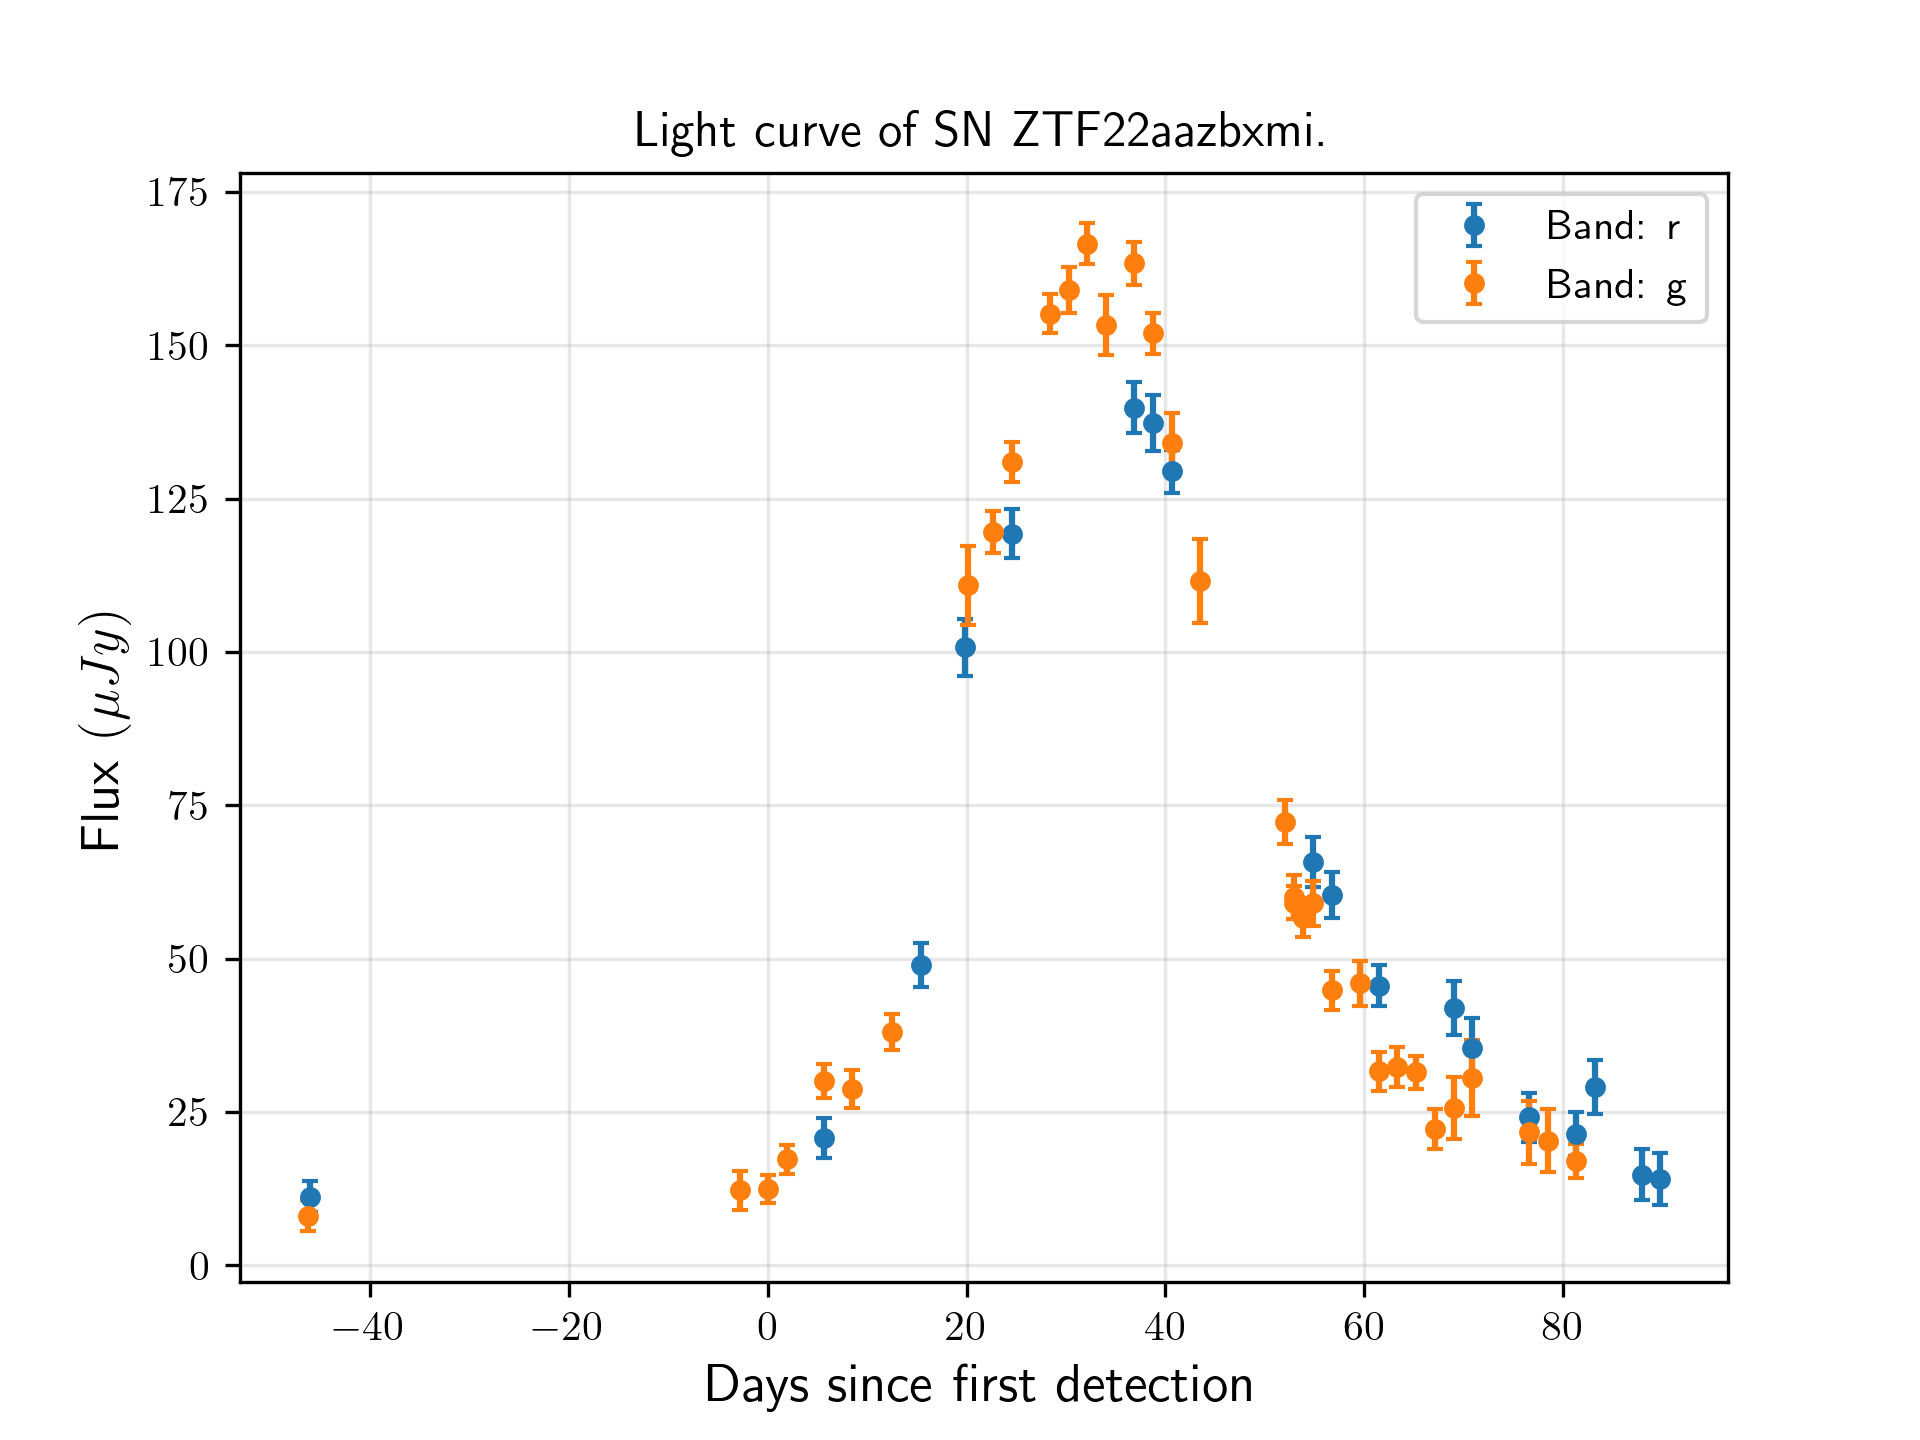 Light curve of SN ZTF22aazbxmi.
175
150
125
100
75
50
25
0
Flux (μJy)
Band: r
Band: g
−40 −20 0 20 40 60 80
Days since first detection